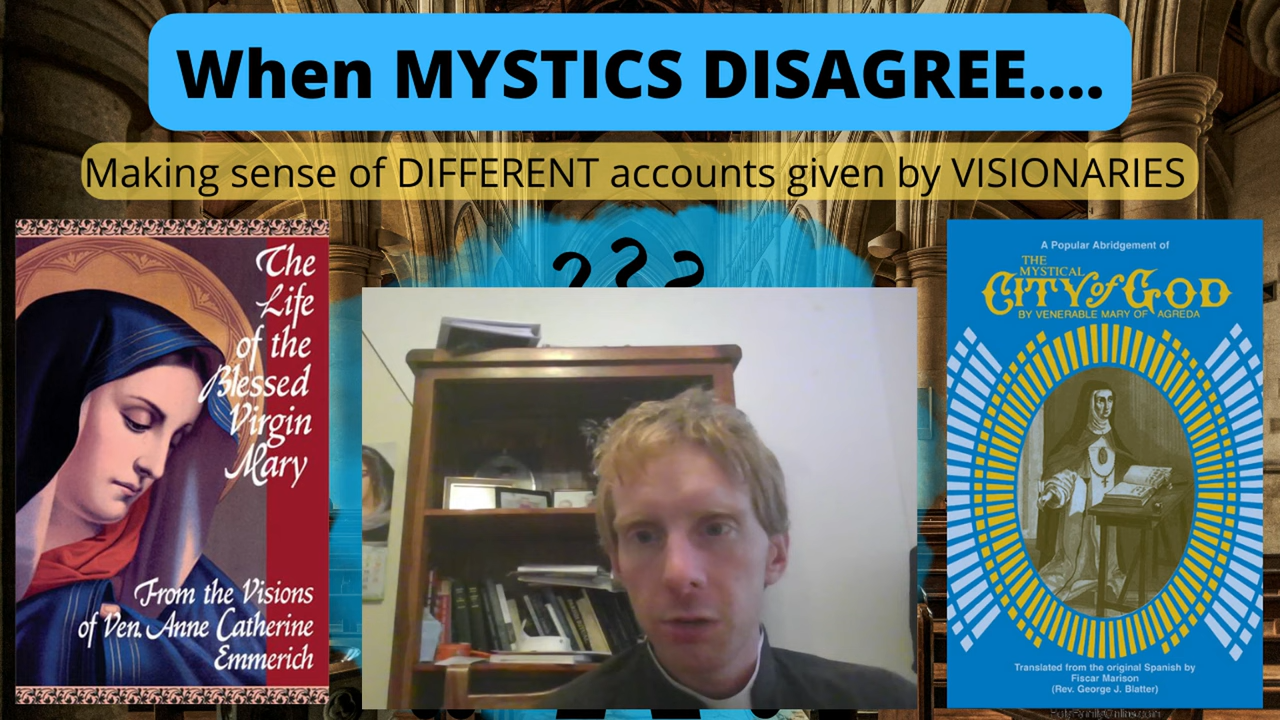 When MYSTICS DISAGREE....
Making sense of DIFFERENT accounts given by VISIONARIES
???
The
Life
of the
Blessed
Virgin
Mary
From the Visions
of Ven. Anne Catherine
Emmerich
A Popular Abridgement of
THE
MYSTICAL
CITY of GOD
BY VENERABLE MARY OF AGREDA
Translated from the original Spanish by
Fiscar Marison
(Rev. George J. Blatter)